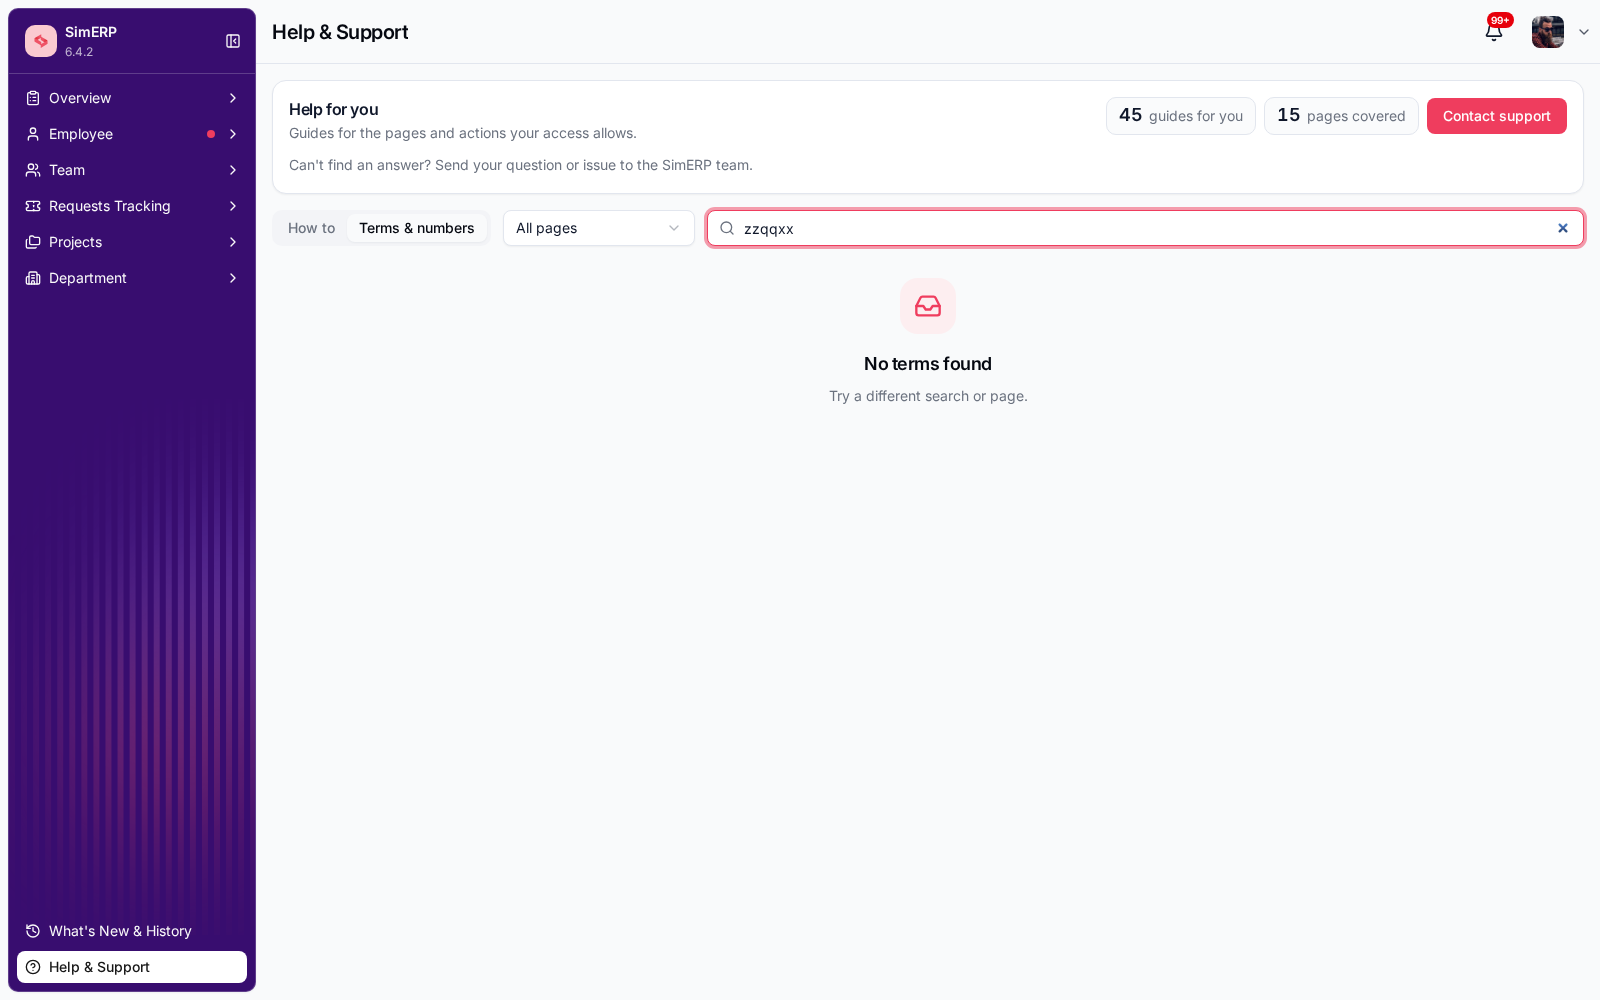 SimERP
6.4.2
Overview
Employee
Team
Requests Tracking
Projects
Department
What's New & History
Help & Support
Help & Support
99+
Help for you
Guides for the pages and actions your access allows.
Can't find an answer? Send your question or issue to the SimERP team.
45 guides for you
15 pages covered
Contact support
How to
Terms & numbers
All pages
zzqqxx
No terms found
Try a different search or page.